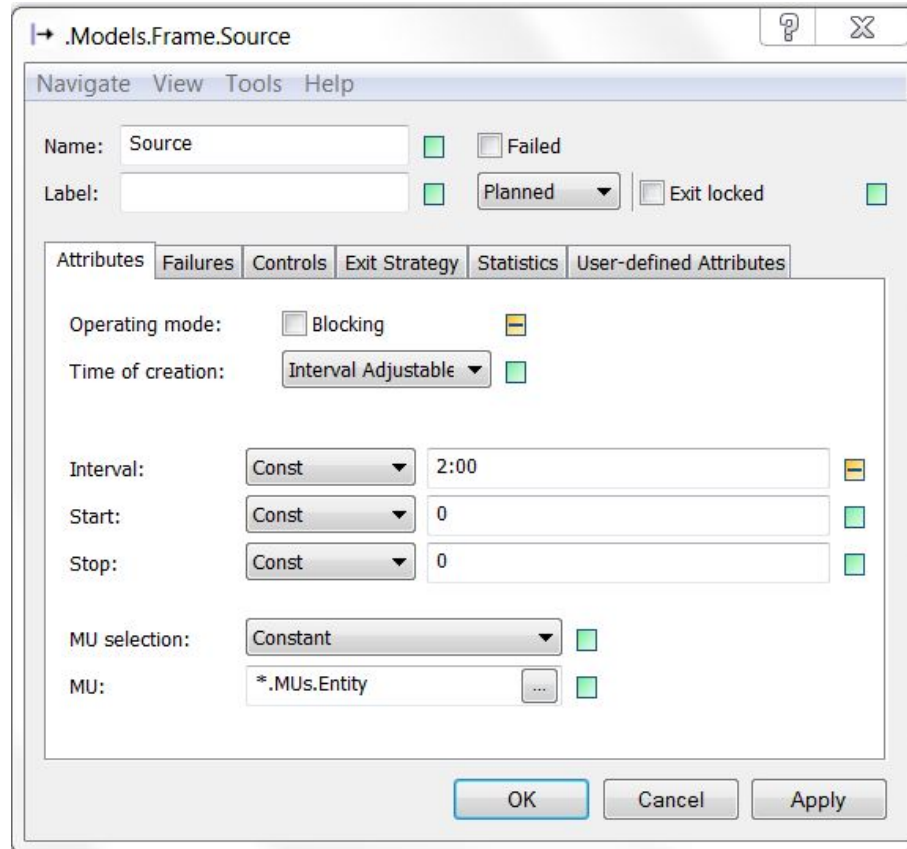 .Models.Frame.Source
Navigate View Tools Help
Name: Source Failed
Label: Planned Exit locked
Attributes Failures Controls Exit Strategy Statistics User-defined Attributes
Operating mode: Blocking
Time of creation: Interval Adjustable
Interval: Const 2:00
Start: Const 0
Stop: Const 0
MU selection: Constant
MU: *.MUs.Entity ...
OK Cancel Apply